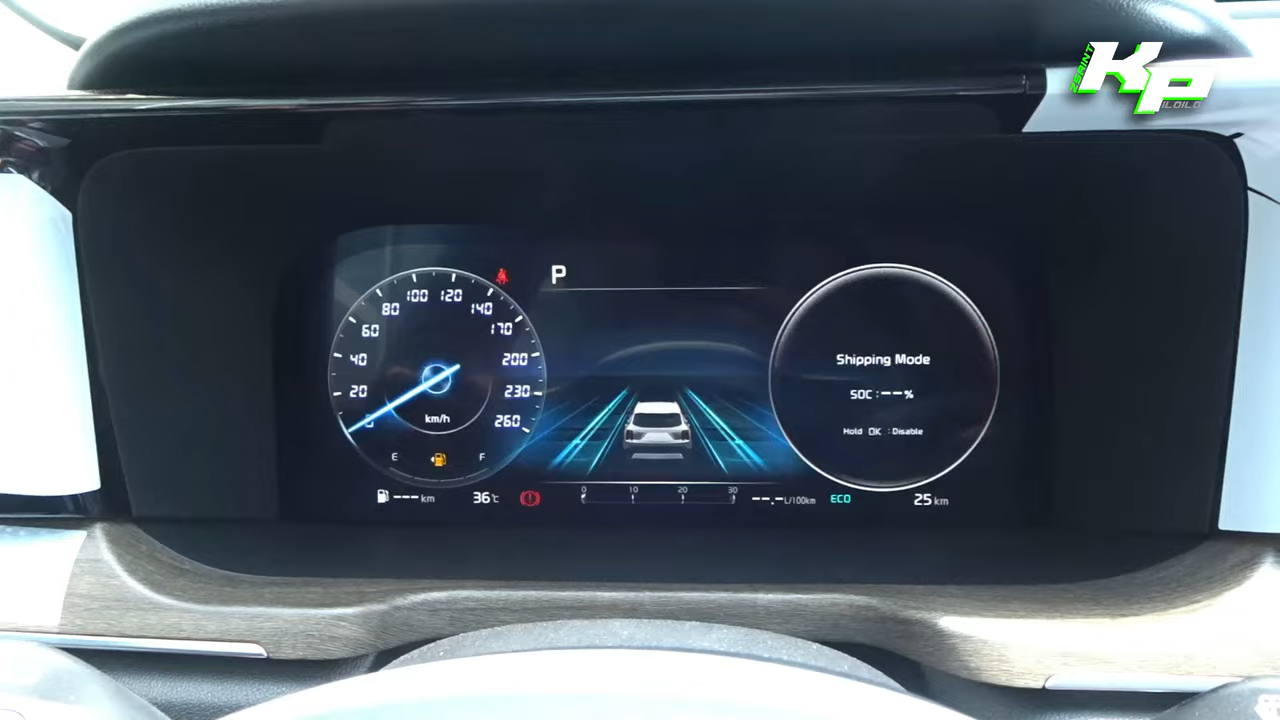 KSPRINT
KP
ILOILO
P
0
20
40
60
80
100
120
140
170
200
230
260
km/h
E
F
--- km
36°c
0 10 20 30
--.- L/100km
ECO
25 km
Shipping Mode
SOC : -- %
Hold OK : Disable